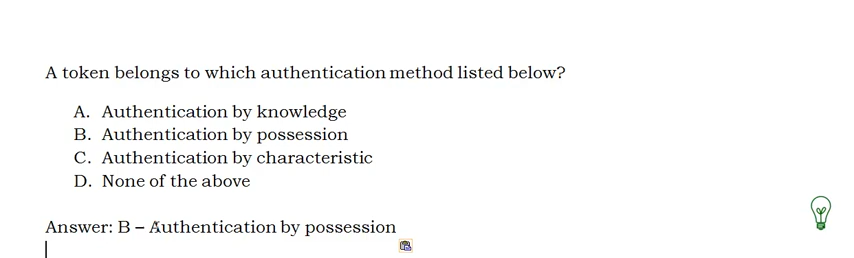 A token belongs to which authentication method listed below?
A. Authentication by knowledge
B. Authentication by possession
C. Authentication by characteristic
D. None of the above
Answer: B – Authentication by possession